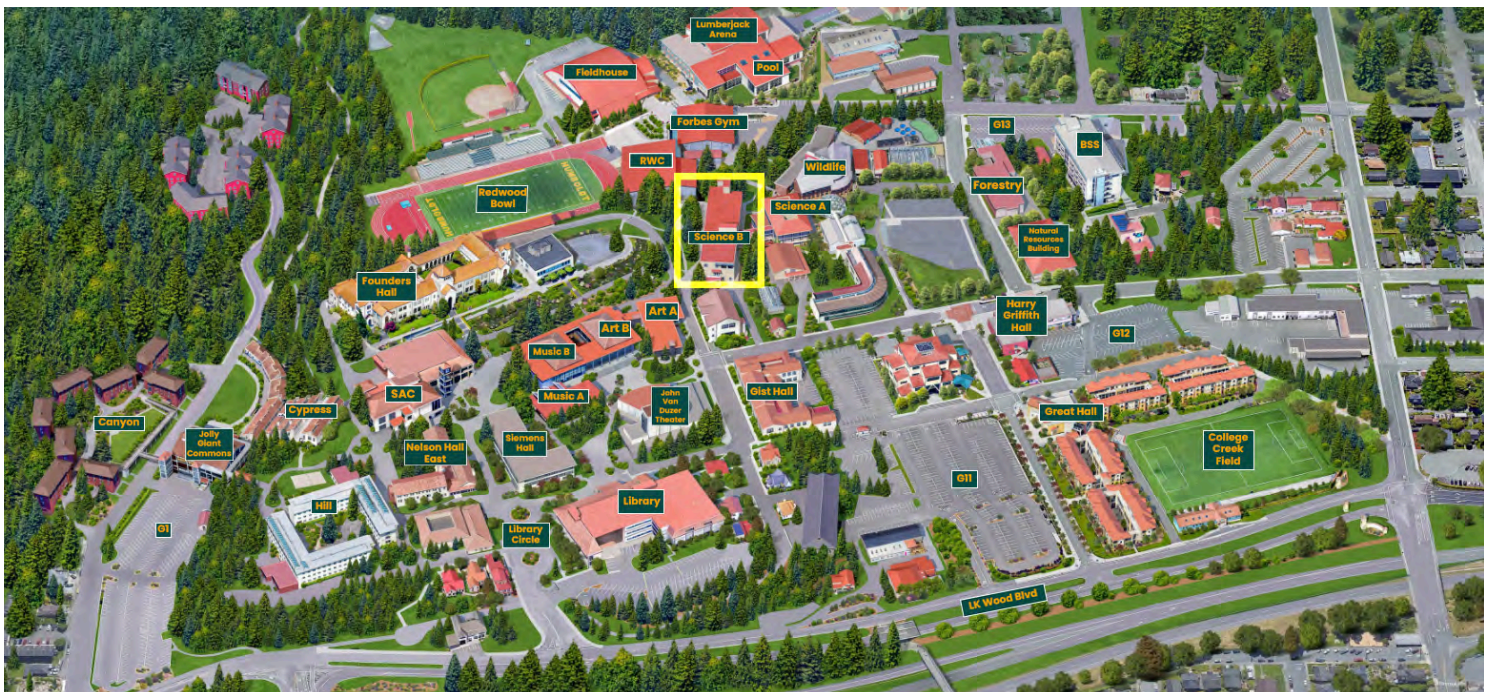 Lumberjack
Arena
Pool
Fieldhouse
Forbes Gym
G13
BSS
RWC
Wildlife
Redwood
Bowl
HUMBOLDT
HUMBOLDT
Forestry
Science A
Science B
Natural
Resources
Building
Founders
Hall
Art A
Art B
Harry
Griffith
Hall
G12
Music B
Gist Hall
SAC
Music A
John
Van
Duzer
Theater
Cypress
Great Hall
Canyon
Jolly
Giant
Commons
Nelson Hall
East
Siemens
Hall
College
Creek
Field
G11
Library
Hill
G1
Library
Circle
LK Wood Blvd